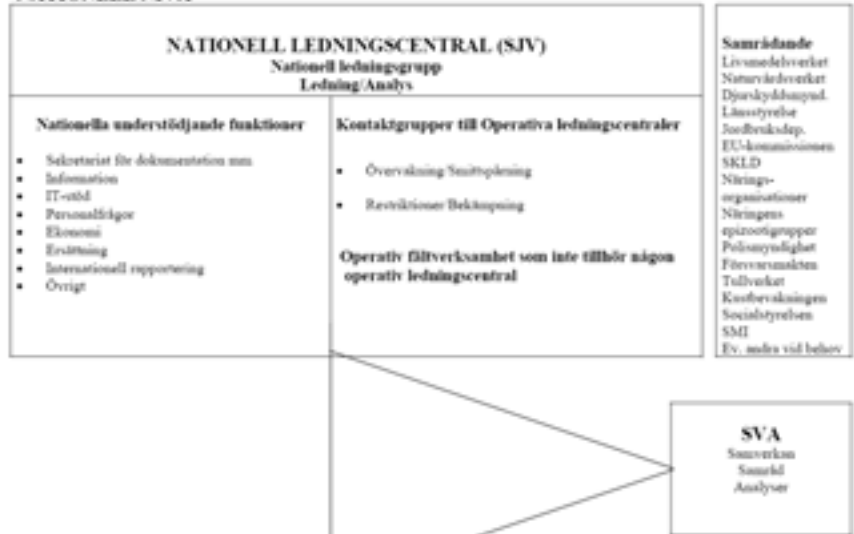 NATIONELL LEDNINGSCENTRAL (SJV)
Nationell ledningsgrupp
Ledning/Analys
Nationella understödjande funktioner
• Sekretariat för dokumentation mm
• Information
• IT-stöd
• Personalfrågor
• Ekonomi
• Ersättning
• Internationell rapportering
• Övrigt
Kontaktgrupper till Operativa ledningscentraler
• Övervakning/Smittspårning
• Restriktioner/Bekämpning
Operativ fältverksamhet som inte tillhör någon
operativ ledningscentral
Samrådande
Livsmedelsverket
Naturvårdsverket
Djurskyddsmynd.
Länsstyrelse
Jordbruksdep.
EU-kommissionen
SKLD
Närings-
organisationer
Näringens
epizootigrupper
Polismyndighet
Försvarsmakten
Tullverket
Kustbevakningen
Socialstyrelsen
SMI
Ev. andra vid behov
SVA
Samverkan
Samråd
Analyser